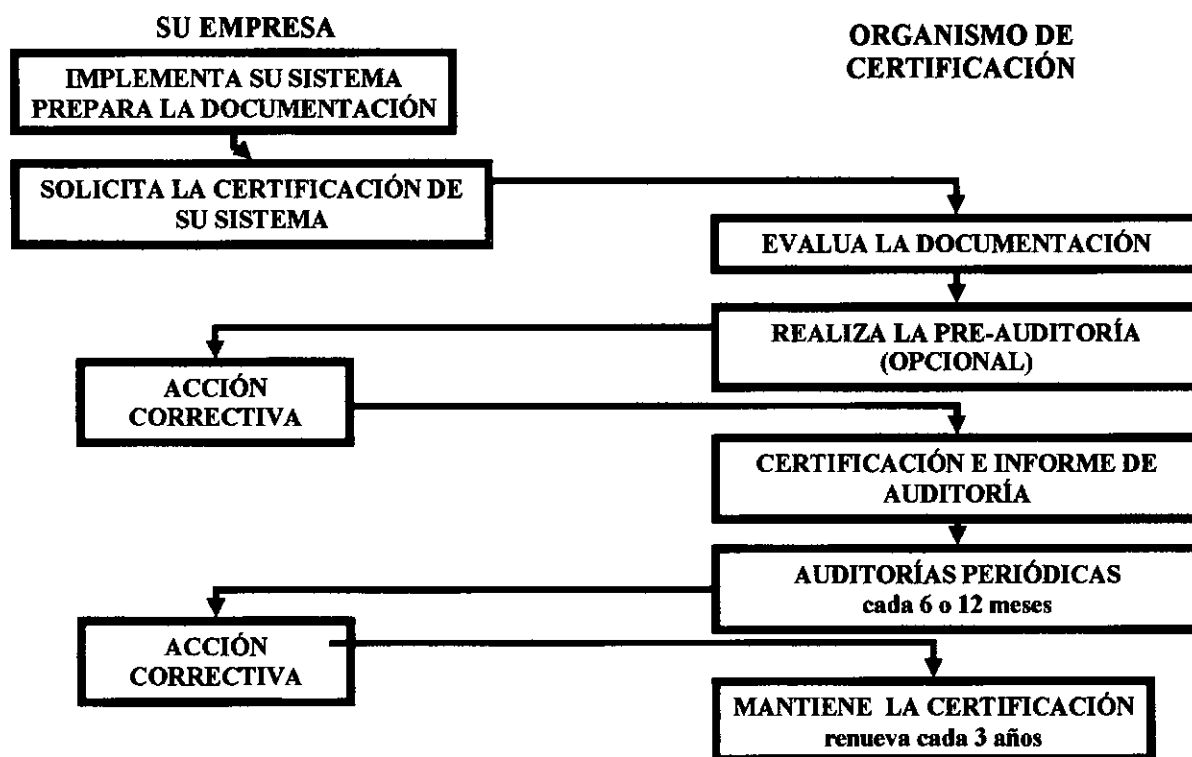 SU EMPRESA
ORGANISMO DE
CERTIFICACIÓN
IMPLEMENTA SU SISTEMA
PREPARA LA DOCUMENTACIÓN
SOLICITA LA CERTIFICACIÓN DE
SU SISTEMA
EVALUA LA DOCUMENTACIÓN
REALIZA LA PRE-AUDITORÍA
(OPCIONAL)
ACCIÓN
CORRECTIVA
CERTIFICACIÓN E INFORME DE
AUDITORÍA
AUDITORÍAS PERIÓDICAS
cada 6 o 12 meses
ACCIÓN
CORRECTIVA
MANTIENE LA CERTIFICACIÓN
renueva cada 3 años